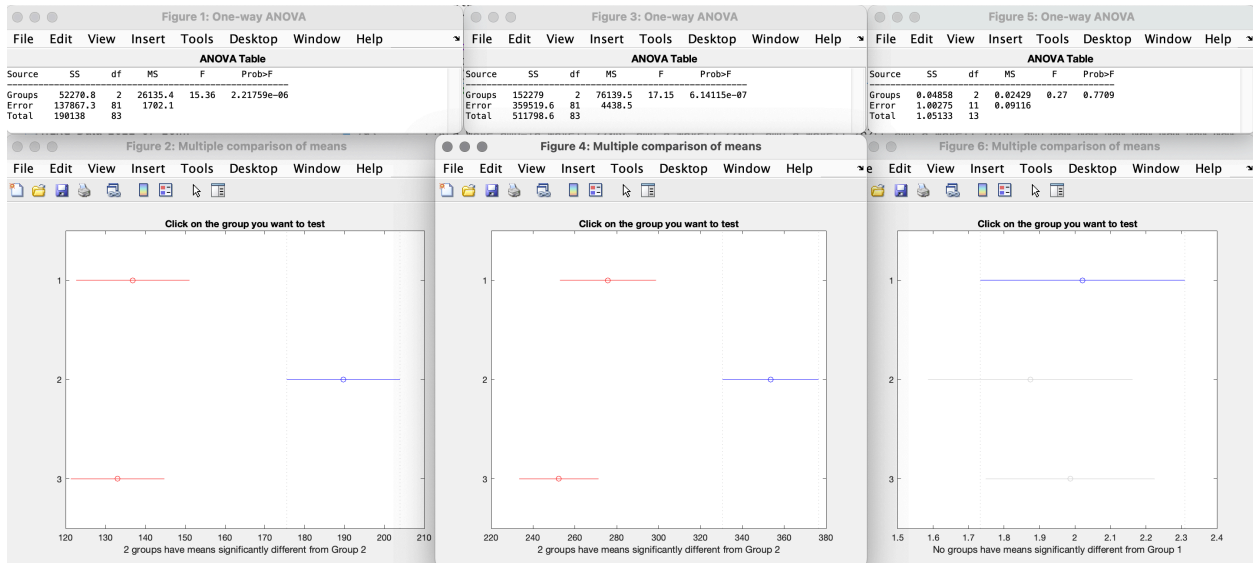 Figure 1: One-way ANOVA
File Edit View Insert Tools Desktop Window Help
ANOVA Table
Source SS df MS F Prob>F
Groups 52270.8 2 26135.4 15.36 2.21759e-06
Error 137867.3 81 1702.1
Total 190138 83
Figure 3: One-way ANOVA
File Edit View Insert Tools Desktop Window Help
ANOVA Table
Source SS df MS F Prob>F
Groups 152279 2 76139.5 17.15 6.14115e-07
Error 359519.6 81 4438.5
Total 511798.6 83
Figure 5: One-way ANOVA
File Edit View Insert Tools Desktop Window Help
ANOVA Table
Source SS df MS F Prob>F
Groups 0.04858 2 0.02429 0.27 0.7709
Error 1.00275 11 0.09116
Total 1.05133 13
Figure 2: Multiple comparison of means
File Edit View Insert Tools Desktop Window Help
Click on the group you want to test
1
2
3
120 130 140 150 160 170 180 190 200 210
2 groups have means significantly different from Group 2
Figure 4: Multiple comparison of means
File Edit View Insert Tools Desktop Window Help
Click on the group you want to test
1
2
3
220 240 260 280 300 320 340 360 380
2 groups have means significantly different from Group 2
Figure 6: Multiple comparison of means
e Edit View Insert Tools Desktop Window Help
Click on the group you want to test
1
2
3
1.5 1.6 1.7 1.8 1.9 2 2.1 2.2 2.3 2.4
No groups have means significantly different from Group 1